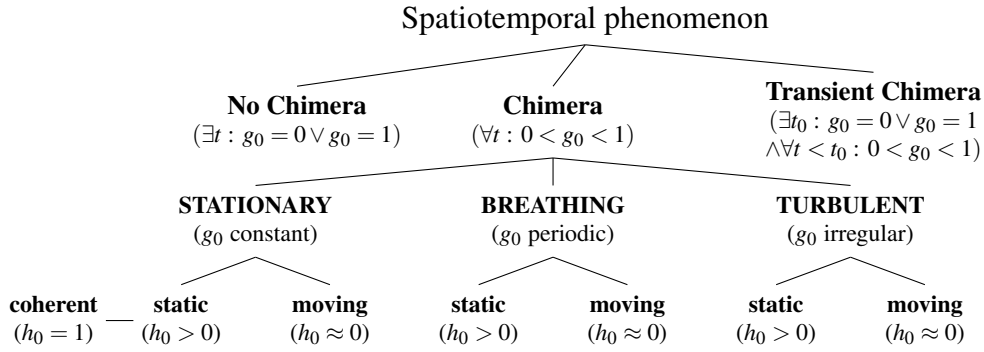 Spatiotemporal phenomenon
No Chimera
(∃t : g₀ = 0 ∨ g₀ = 1)
Chimera
(∀t : 0 < g₀ < 1)
Transient Chimera
(∃t₀ : g₀ = 0 ∨ g₀ = 1
∧∀t < t₀ : 0 < g₀ < 1)
STATIONARY
(g₀ constant)
BREATHING
(g₀ periodic)
TURBULENT
(g₀ irregular)
coherent
(h₀ = 1)
static
(h₀ > 0)
moving
(h₀ ≈ 0)
static
(h₀ > 0)
moving
(h₀ ≈ 0)
static
(h₀ > 0)
moving
(h₀ ≈ 0)